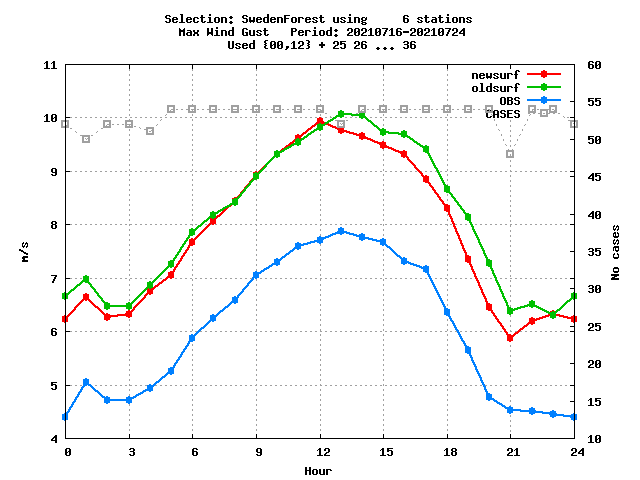 Selection: SwedenForest using     6 stations
Max Wind Gust   Period: 20210716-20210724
Used {00,12} + 25 26 ... 36
newsurf
oldsurf
OBS
CASES
11
10
9
8
7
6
5
4
m/s
60
55
50
45
40
35
30
25
20
15
10
No cases
0 3 6 9 12 15 18 21 24
Hour